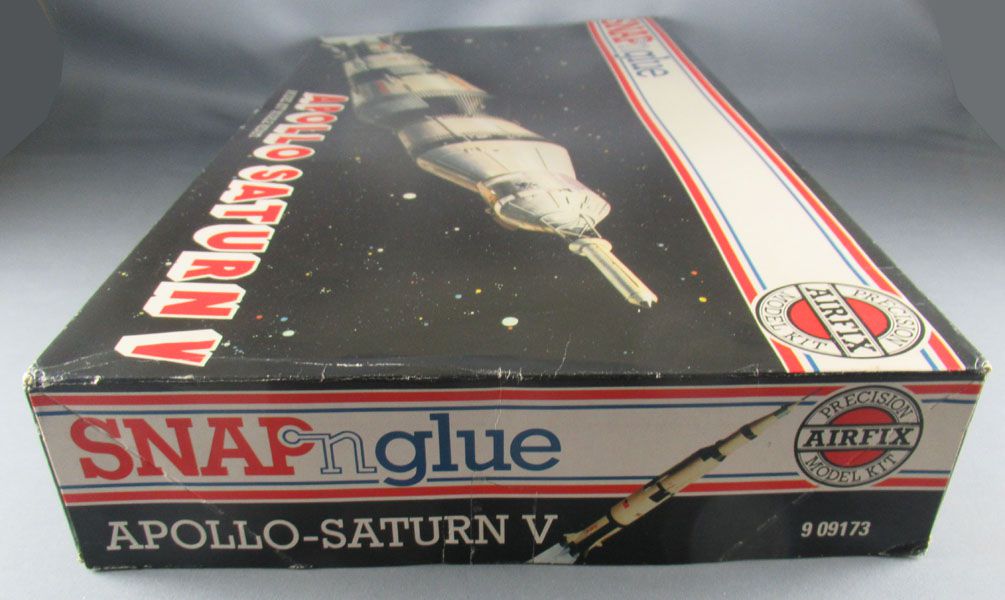 SNAPnglue
APOLLO SATURN V
PRECISION
AIRFIX
MODEL KIT
SNAPnglue
PRECISION
AIRFIX
MODEL KIT
APOLLO-SATURN V
9 09173